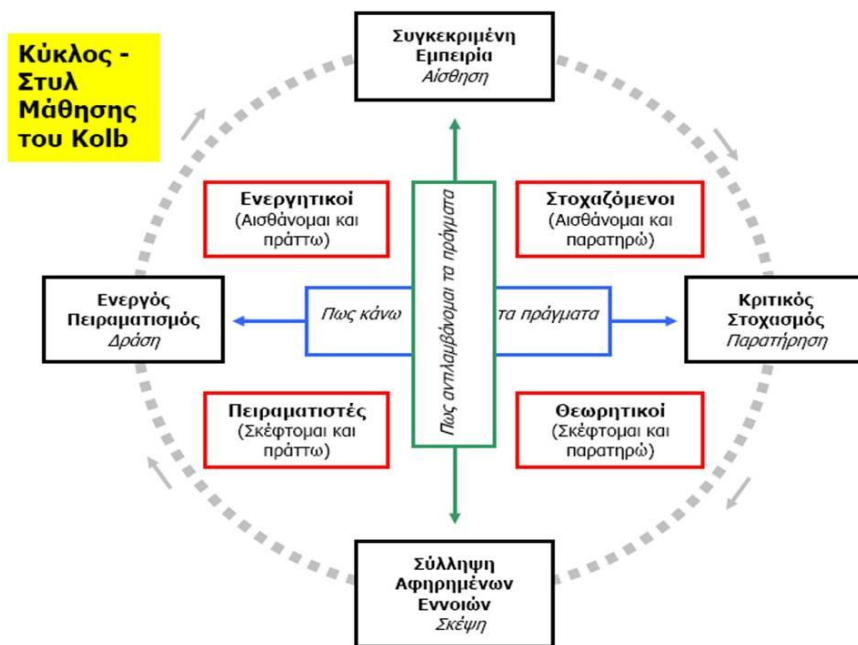 Κύκλος -
Στυλ
Μάθησης
του Kolb
Συγκεκριμένη
Εμπειρία
Αίσθηση
Ενεργητικοί
(Αισθάνομαι και
πράττω)
Στοχαζόμενοι
(Αισθάνομαι και
παρατηρώ)
Ενεργός
Πειραματισμός
Δράση
Πως κάνω
τα πράγματα
Πως αντιλαμβάνομαι τα πράγματα
Κριτικός
Στοχασμός
Παρατήρηση
Πειραματιστές
(Σκέφτομαι και
πράττω)
Θεωρητικοί
(Σκέφτομαι και
παρατηρώ)
Σύλληψη
Αφηρημένων
Εννοιών
Σκέψη